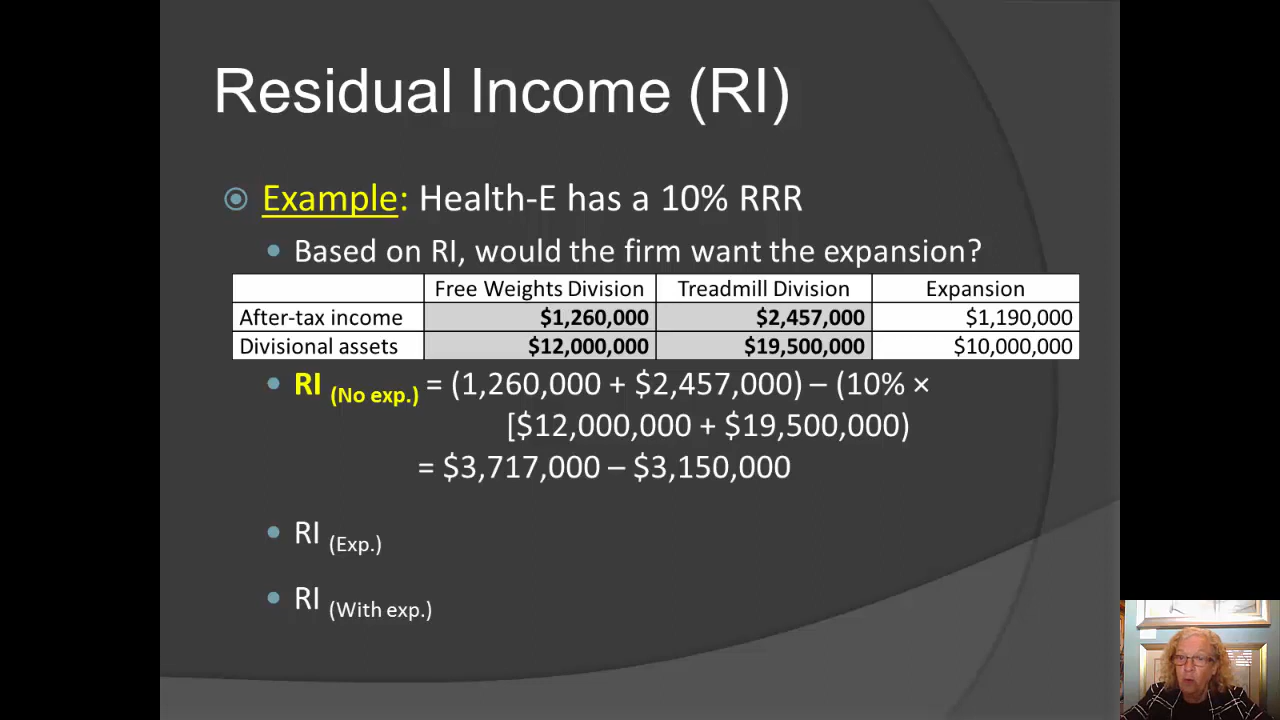 Residual Income (RI)
Example: Health-E has a 10% RRR
Based on RI, would the firm want the expansion?
Free Weights Division Treadmill Division Expansion
After-tax income $1,260,000 $2,457,000 $1,190,000
Divisional assets $12,000,000 $19,500,000 $10,000,000
RI (No exp.) = (1,260,000 + $2,457,000) – (10% ×
[$12,000,000 + $19,500,000)
= $3,717,000 – $3,150,000
RI (Exp.)
RI (With exp.)